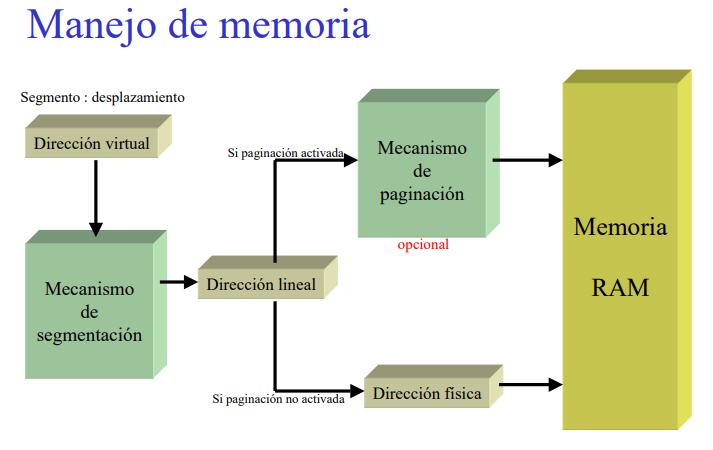 Manejo de memoria
Segmento : desplazamiento
Dirección virtual
Si paginación activada
Mecanismo
de
paginación
opcional
Mecanismo
de
segmentación
Dirección lineal
Memoria
RAM
Si paginación no activada
Dirección física